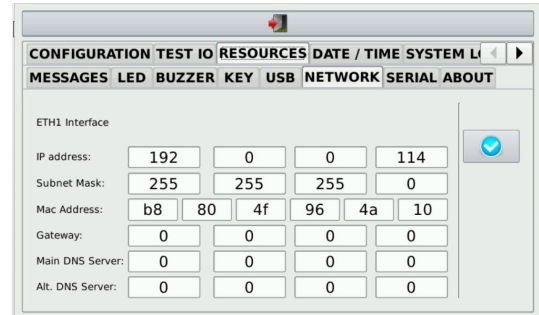 CONFIGURATION TEST IO RESOURCES DATE / TIME SYSTEM
MESSAGES LED BUZZER KEY USB NETWORK SERIAL ABOUT
ETH1 Interface
IP address: 192 0 0 114
Subnet Mask: 255 255 255 0
Mac Address: b8 80 4f 96 4a 10
Gateway: 0 0 0 0
Main DNS Server: 0 0 0 0
Alt. DNS Server: 0 0 0 0